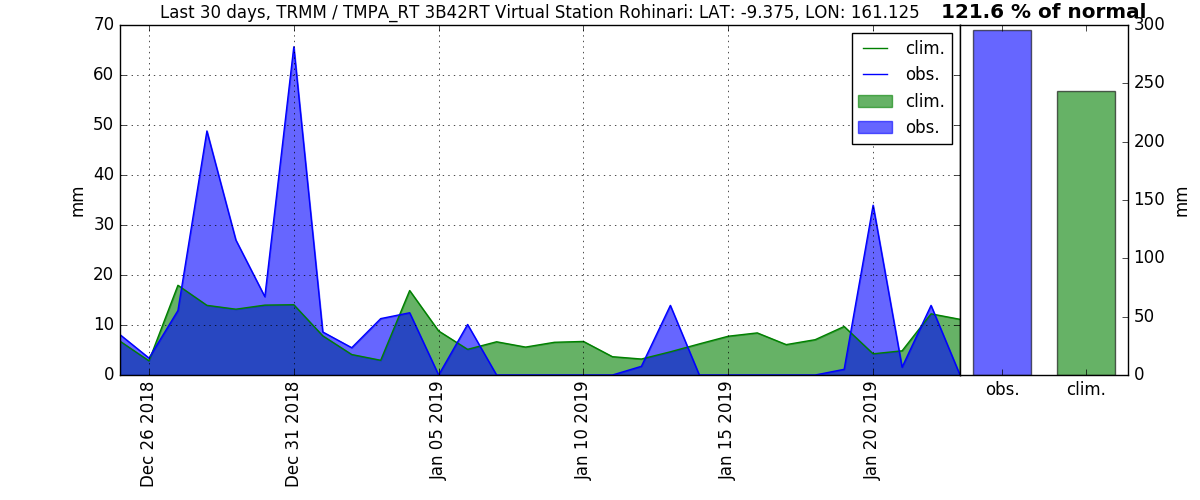 Last 30 days, TRMM / TMPA_RT 3B42RT Virtual Station Rohinari: LAT: -9.375, LON: 161.125
121.6 % of normal
70
60
50
40
30
20
10
0
mm
clim.
obs.
clim.
obs.
300
250
200
150
100
50
0
mm
obs.
clim.
Dec 26 2018
Dec 31 2018
Jan 05 2019
Jan 10 2019
Jan 15 2019
Jan 20 2019